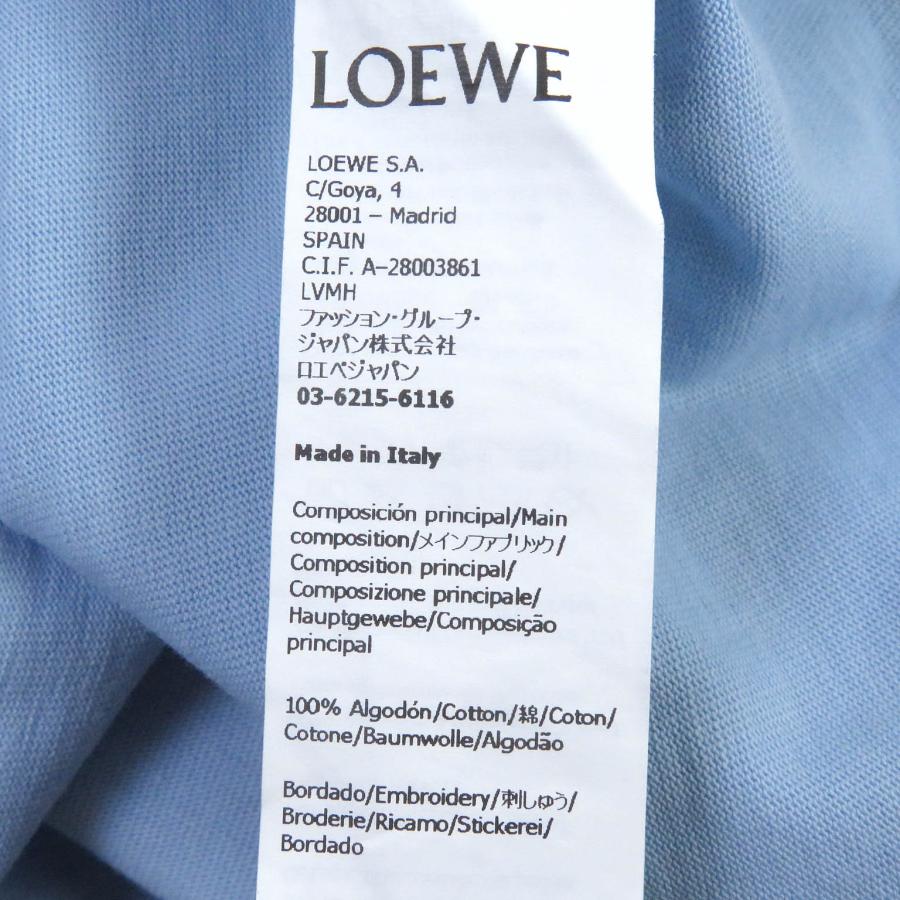 LOEWE
LOEWE S.A.
C/Goya, 4
28001 – Madrid
SPAIN
C.I.F. A–28003861
LVMH
ファッション・グループ・
ジャパン株式会社
ロエベジャパン
03-6215-6116
Made in Italy
Composición principal/Main
composition/メインファブリック/
Composition principal/
Composizione principale/
Hauptgewebe/Composição
principal
100% Algodón/Cotton/綿/Coton/
Cotone/Baumwolle/Algodão
Bordado/Embroidery/刺しゅう/
Broderie/Ricamo/Stickerei/
Bordado